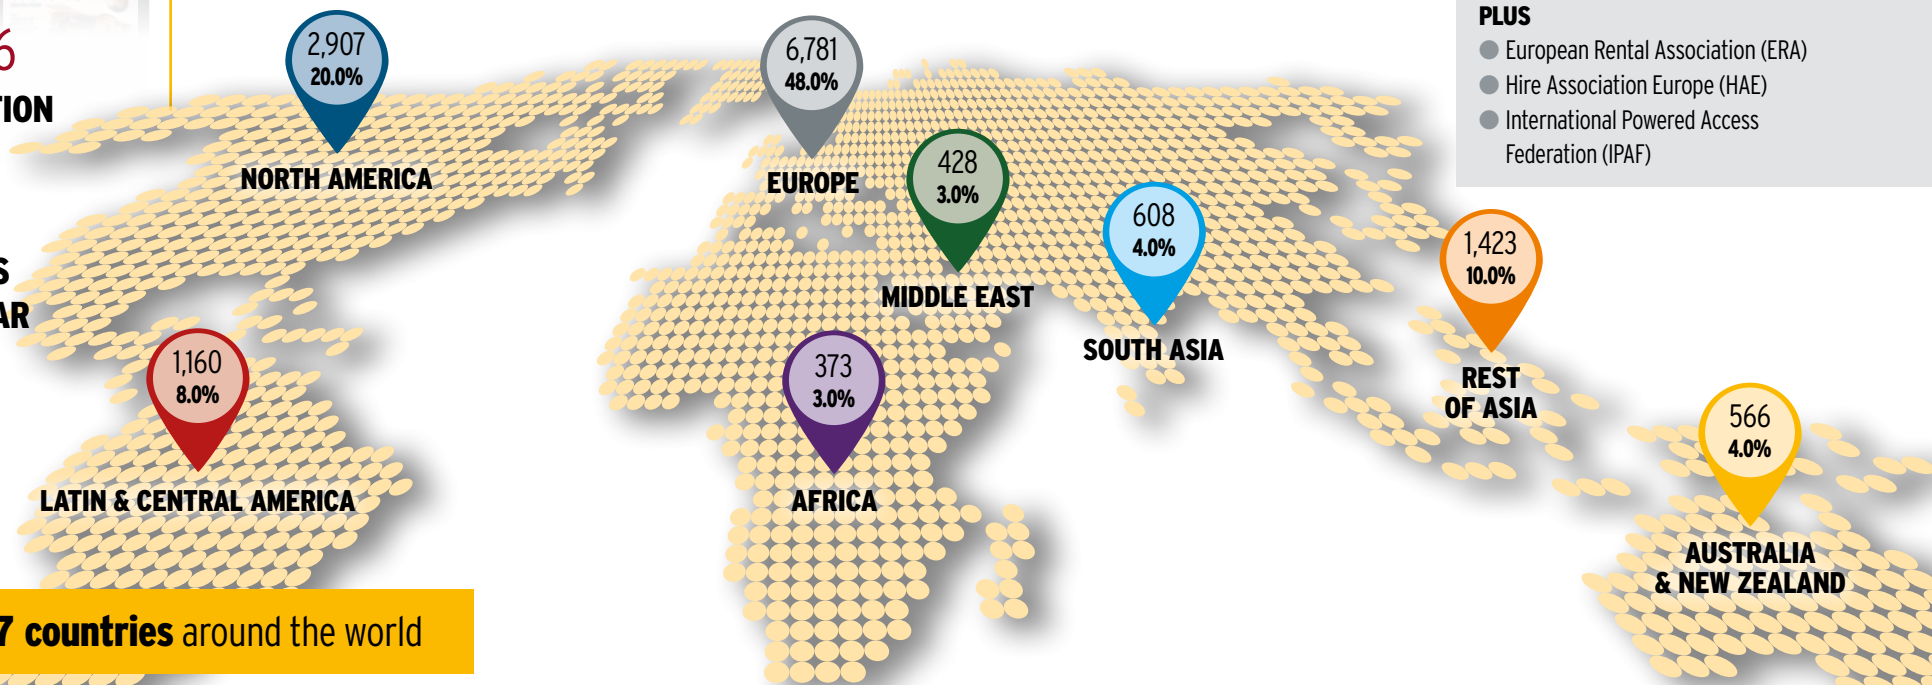 6
TION
S
AR
2,907
20.0%
NORTH AMERICA
6,781
48.0%
EUROPE
428
3.0%
MIDDLE EAST
608
4.0%
SOUTH ASIA
1,423
10.0%
REST
OF ASIA
1,160
8.0%
LATIN & CENTRAL AMERICA
373
3.0%
AFRICA
566
4.0%
AUSTRALIA
& NEW ZEALAND
PLUS
● European Rental Association (ERA)
● Hire Association Europe (HAE)
● International Powered Access
Federation (IPAF)
7 countries around the world